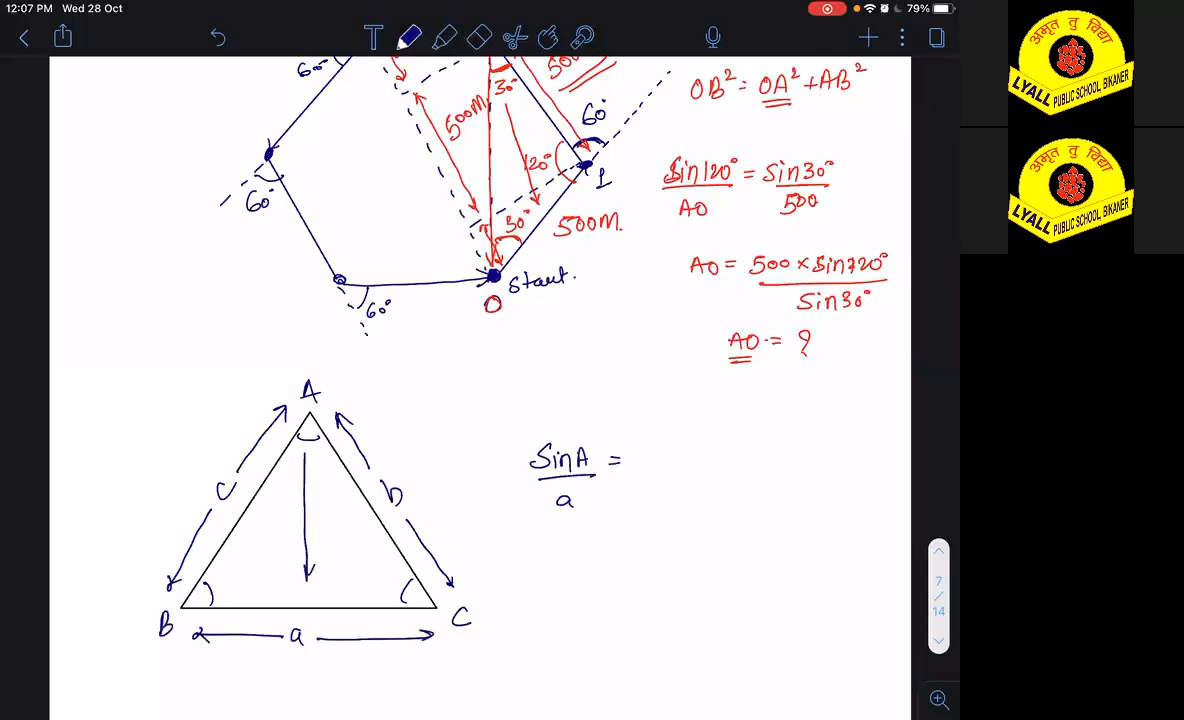 12:07 PM Wed 28 Oct
79%
60°
30°
500
500M
60°
120°
1
60°
30°
500M.
Start.
O
60°
OB² = OA² + AB²
Sin120° = Sin30°
AO 500
AO = 500 × Sin120°
Sin30°
AO = ?
A
c
b
B
C
a
SinA =
a
7
/
14
अमृतं तु विद्या
LYALL PUBLIC SCHOOL BIKANER
अमृतं तु विद्या
LYALL PUBLIC SCHOOL BIKANER